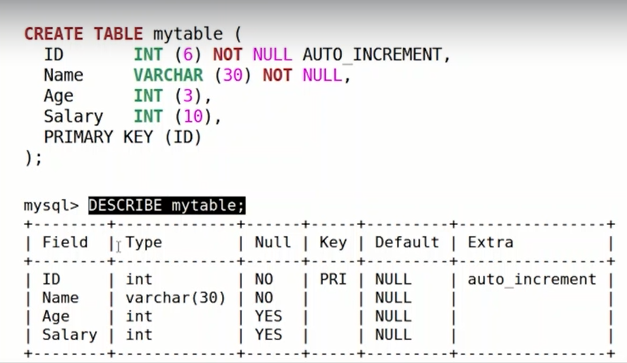 CREATE TABLE mytable (
  ID       INT (6) NOT NULL AUTO_INCREMENT,
  Name     VARCHAR (30) NOT NULL,
  Age      INT (3),
  Salary   INT (10),
  PRIMARY KEY (ID)
);
mysql> DESCRIBE mytable;
+--------+-------------+------+-----+---------+----------------+
| Field  | Type        | Null | Key | Default | Extra          |
+--------+-------------+------+-----+---------+----------------+
| ID     | int         | NO   | PRI | NULL    | auto_increment |
| Name   | varchar(30) | NO   |     | NULL    |                |
| Age    | int         | YES  |     | NULL    |                |
| Salary | int         | YES  |     | NULL    |                |
+--------+-------------+------+-----+---------+----------------+